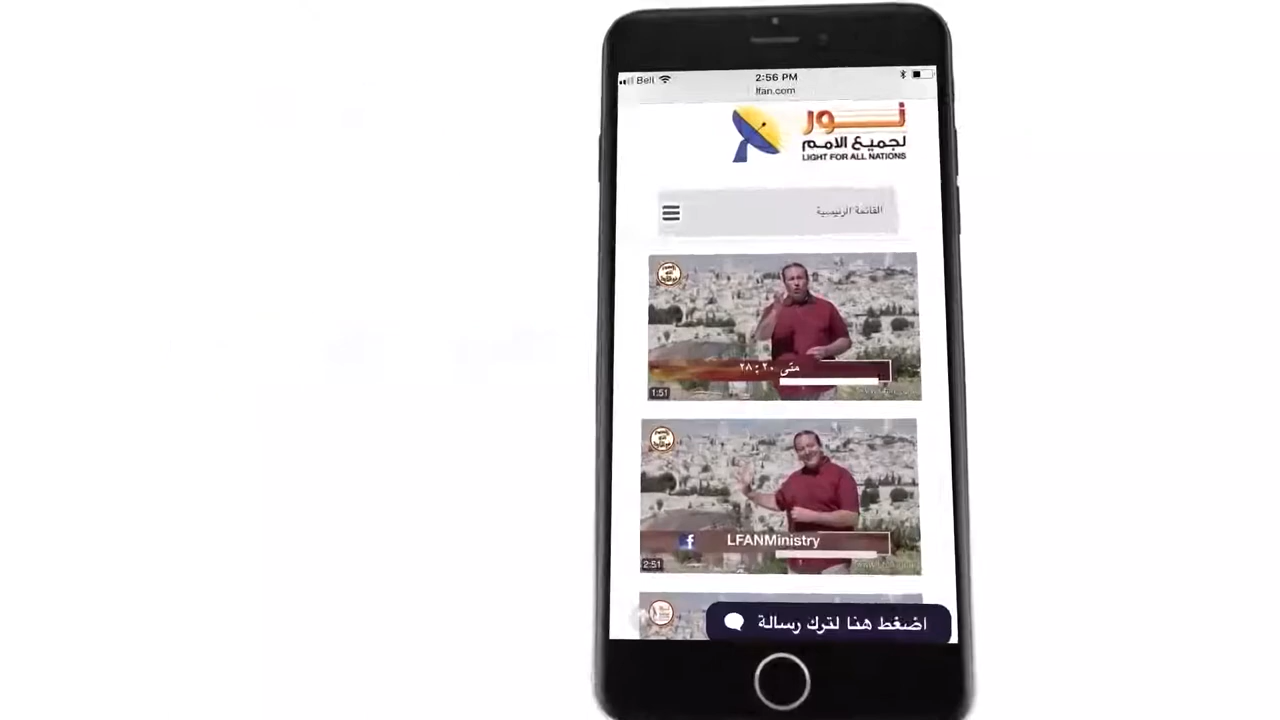 Bell
2:56 PM
lfan.com
نور
لجميع الامم
LIGHT FOR ALL NATIONS
القائمة الرئيسية
متى ٢٠ : ٢٨
1:51
LFANMinistry
2:51
اضغط هنا لترك رسالة